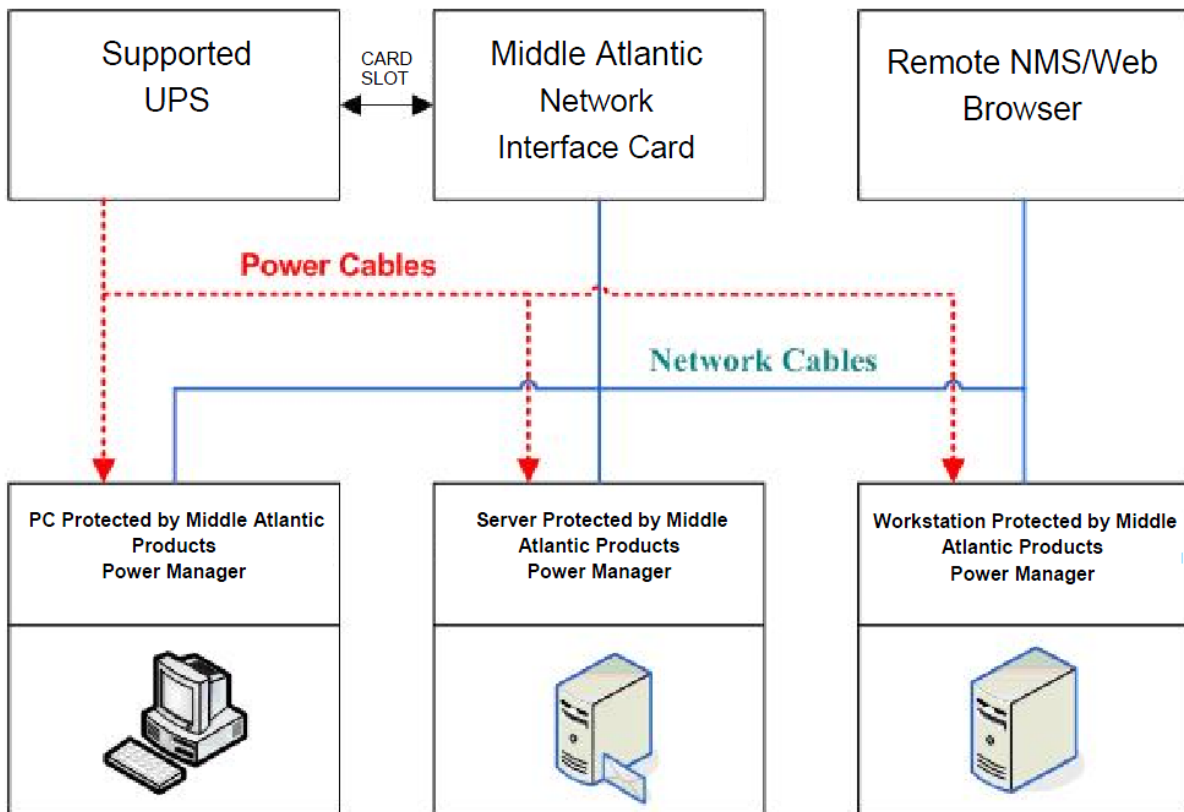 Supported
UPS
CARD
SLOT
Middle Atlantic
Network
Interface Card
Remote NMS/Web
Browser
Power Cables
Network Cables
PC Protected by Middle Atlantic
Products
Power Manager
Server Protected by Middle
Atlantic Products
Power Manager
Workstation Protected by Middle
Atlantic Products
Power Manager